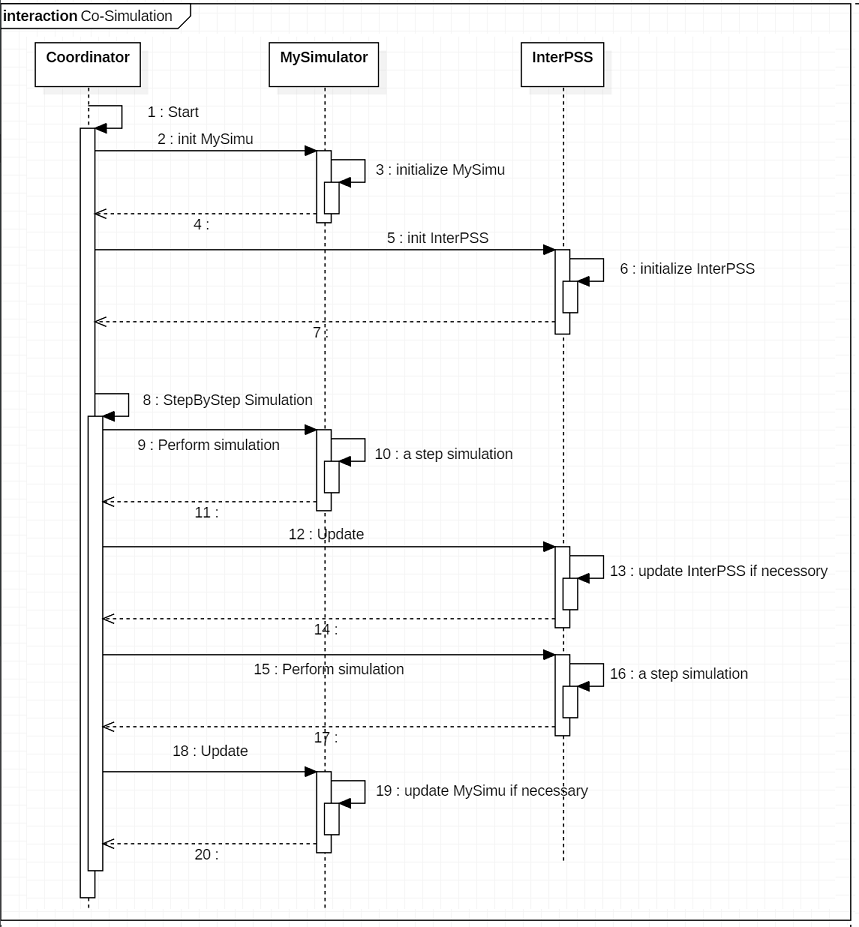 interaction Co-Simulation
Coordinator
MySimulator
InterPSS
1 : Start
2 : init MySimu
3 : initialize MySimu
4 :
5 : init InterPSS
6 : initialize InterPSS
7 :
8 : StepByStep Simulation
9 : Perform simulation
10 : a step simulation
11 :
12 : Update
13 : update InterPSS if necessory
14 :
15 : Perform simulation
16 : a step simulation
17 :
18 : Update
19 : update MySimu if necessary
20 :